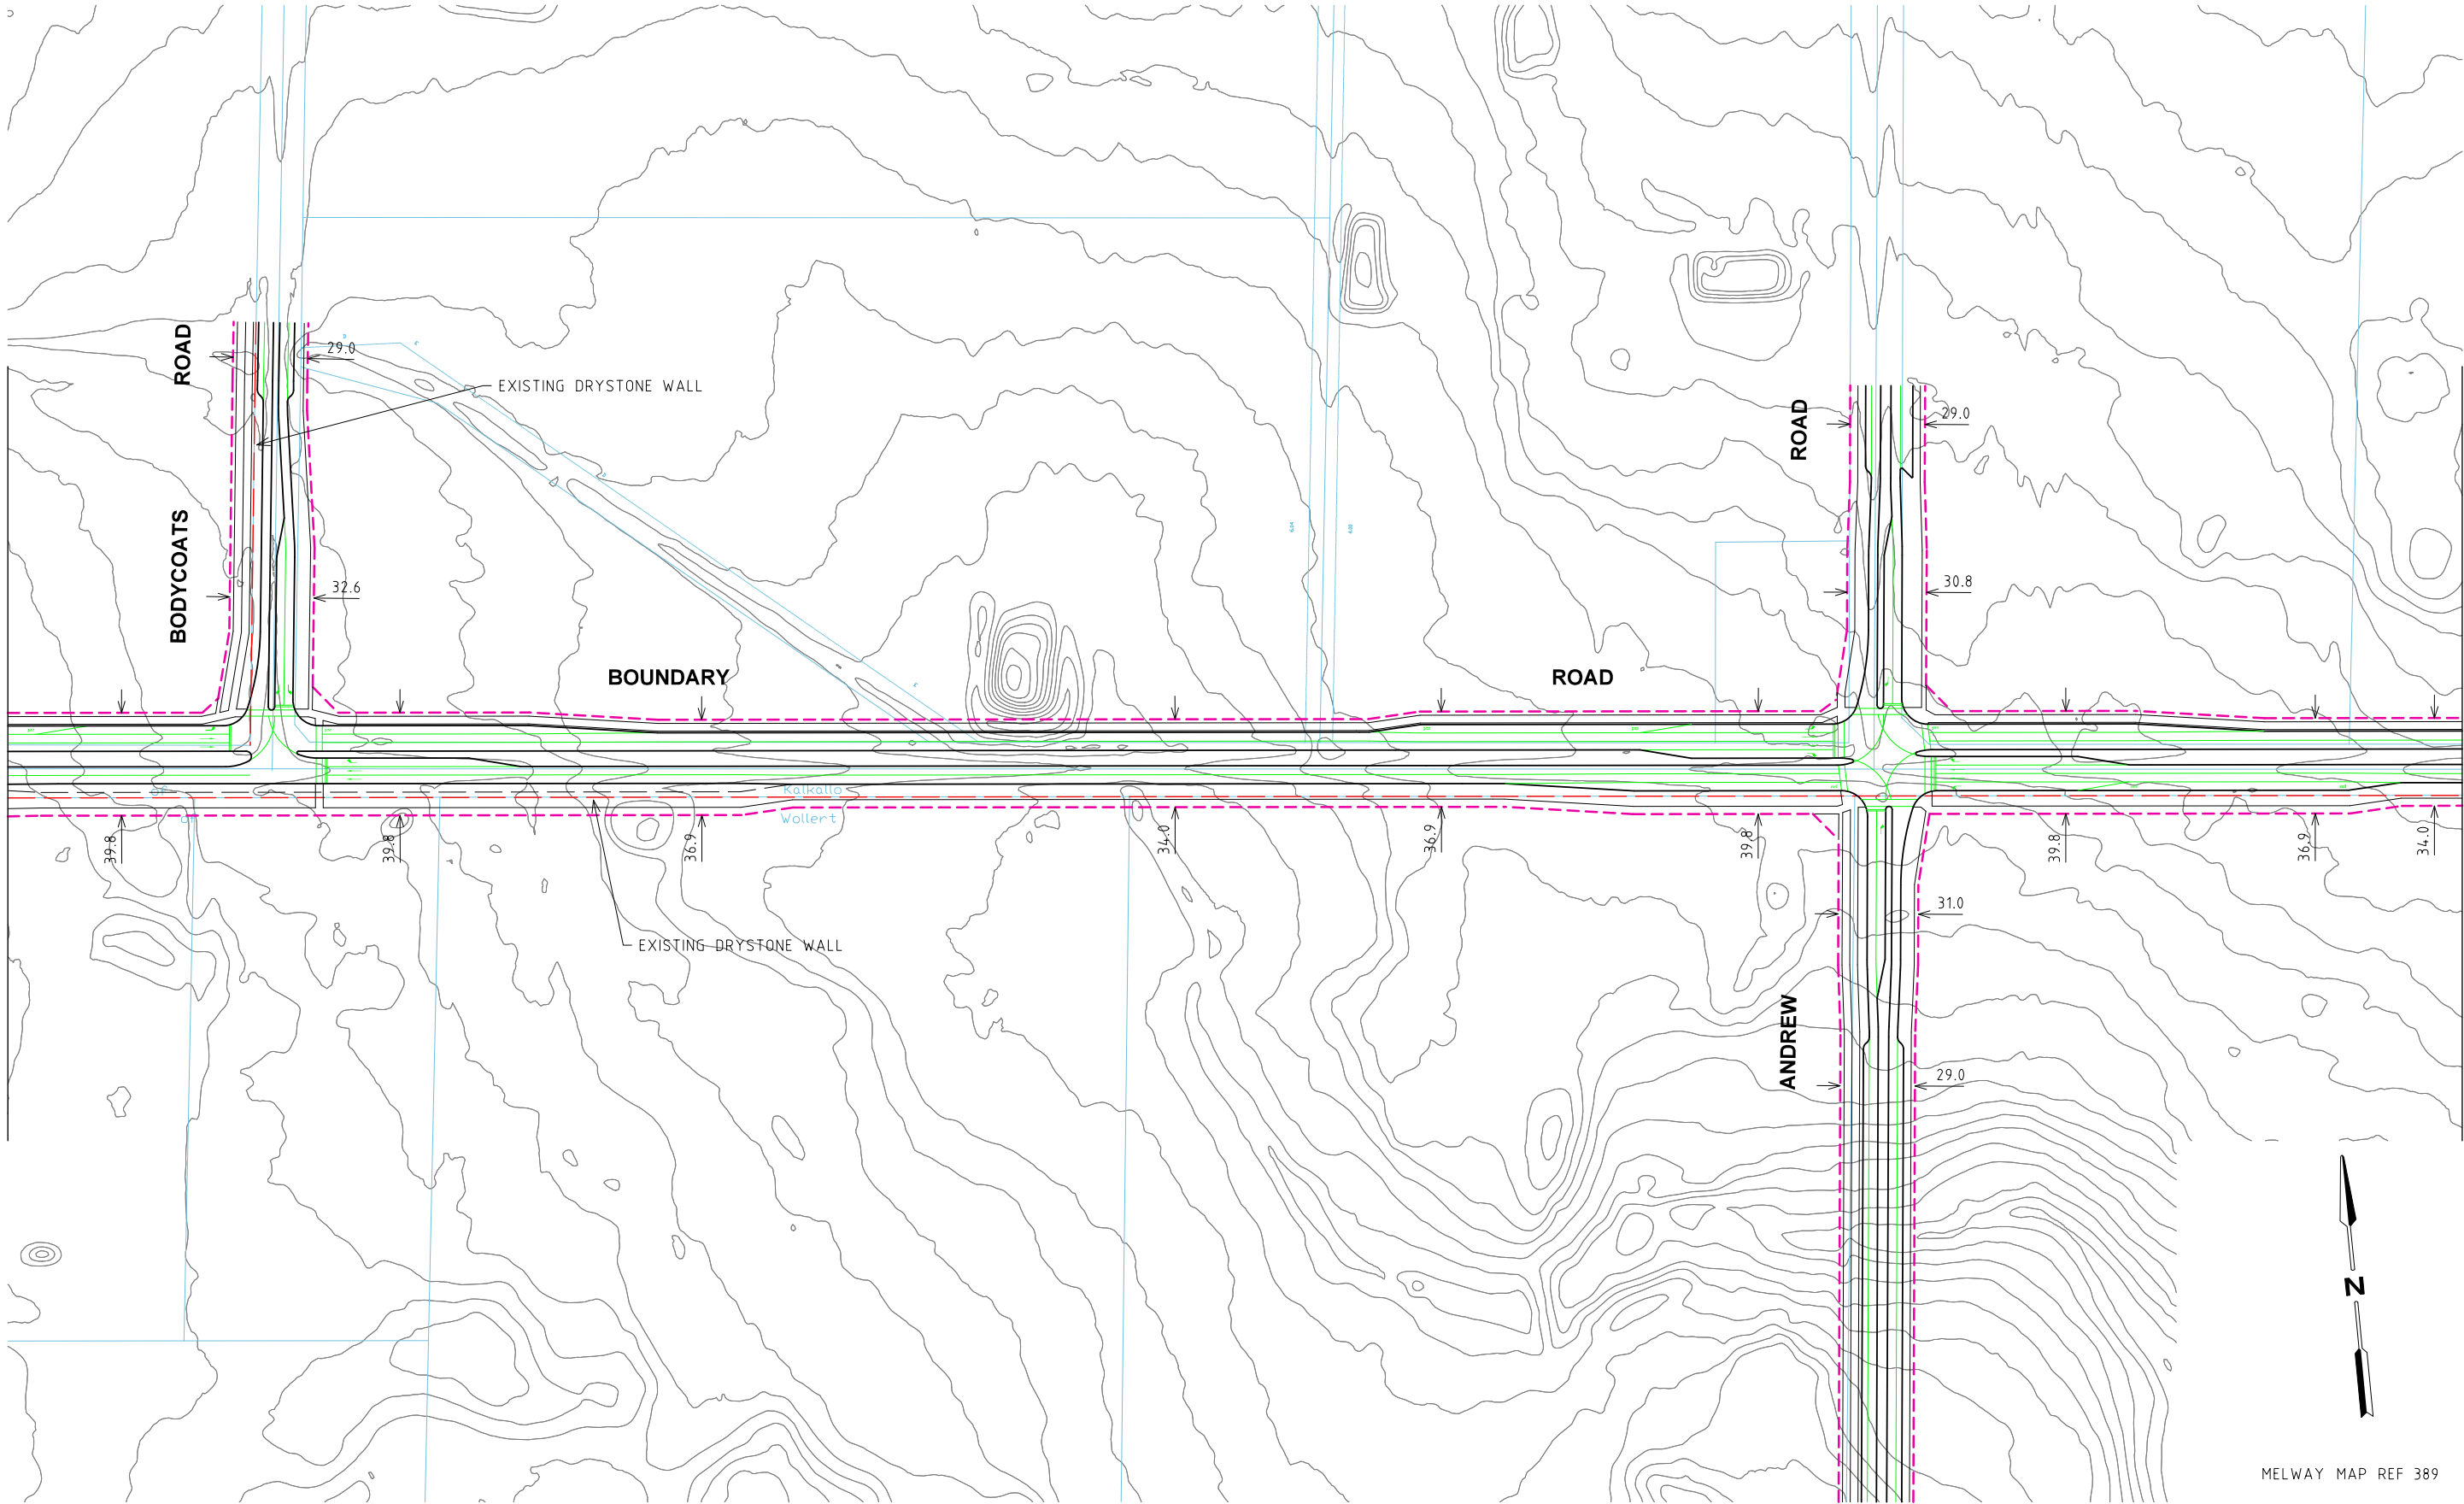 ROAD
29.0
EXISTING DRYSTONE WALL
ROAD
29.0
BODYCOATS
32.6
30.8
BOUNDARY
ROAD
Kalkallo
Wollert
39.8
39.8
36.9
34.0
36.9
39.8
39.8
36.9
34.0
EXISTING DRYSTONE WALL
31.0
ANDREW
29.0
N
MELWAY MAP REF 389